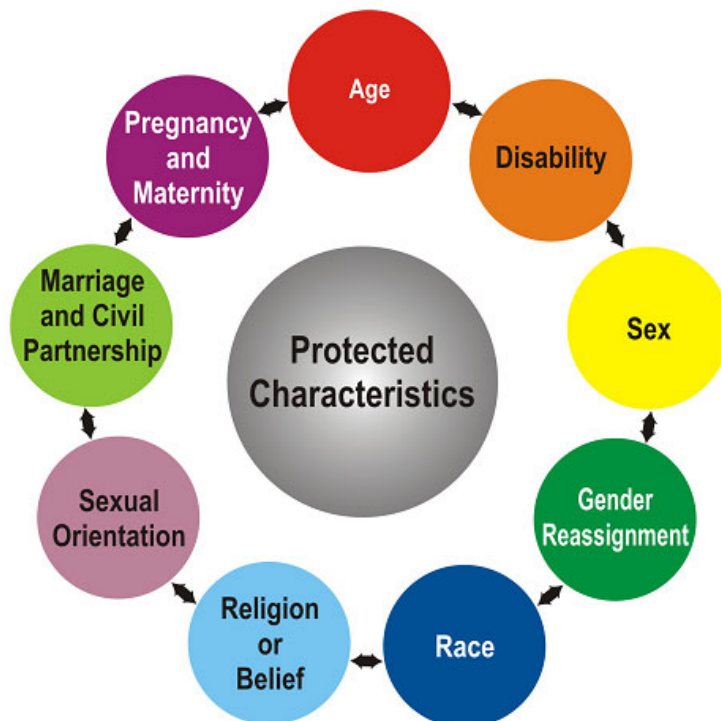 Age
Disability
Sex
Gender
Reassignment
Race
Religion
or
Belief
Sexual
Orientation
Marriage
and Civil
Partnership
Pregnancy
and
Maternity
Protected
Characteristics